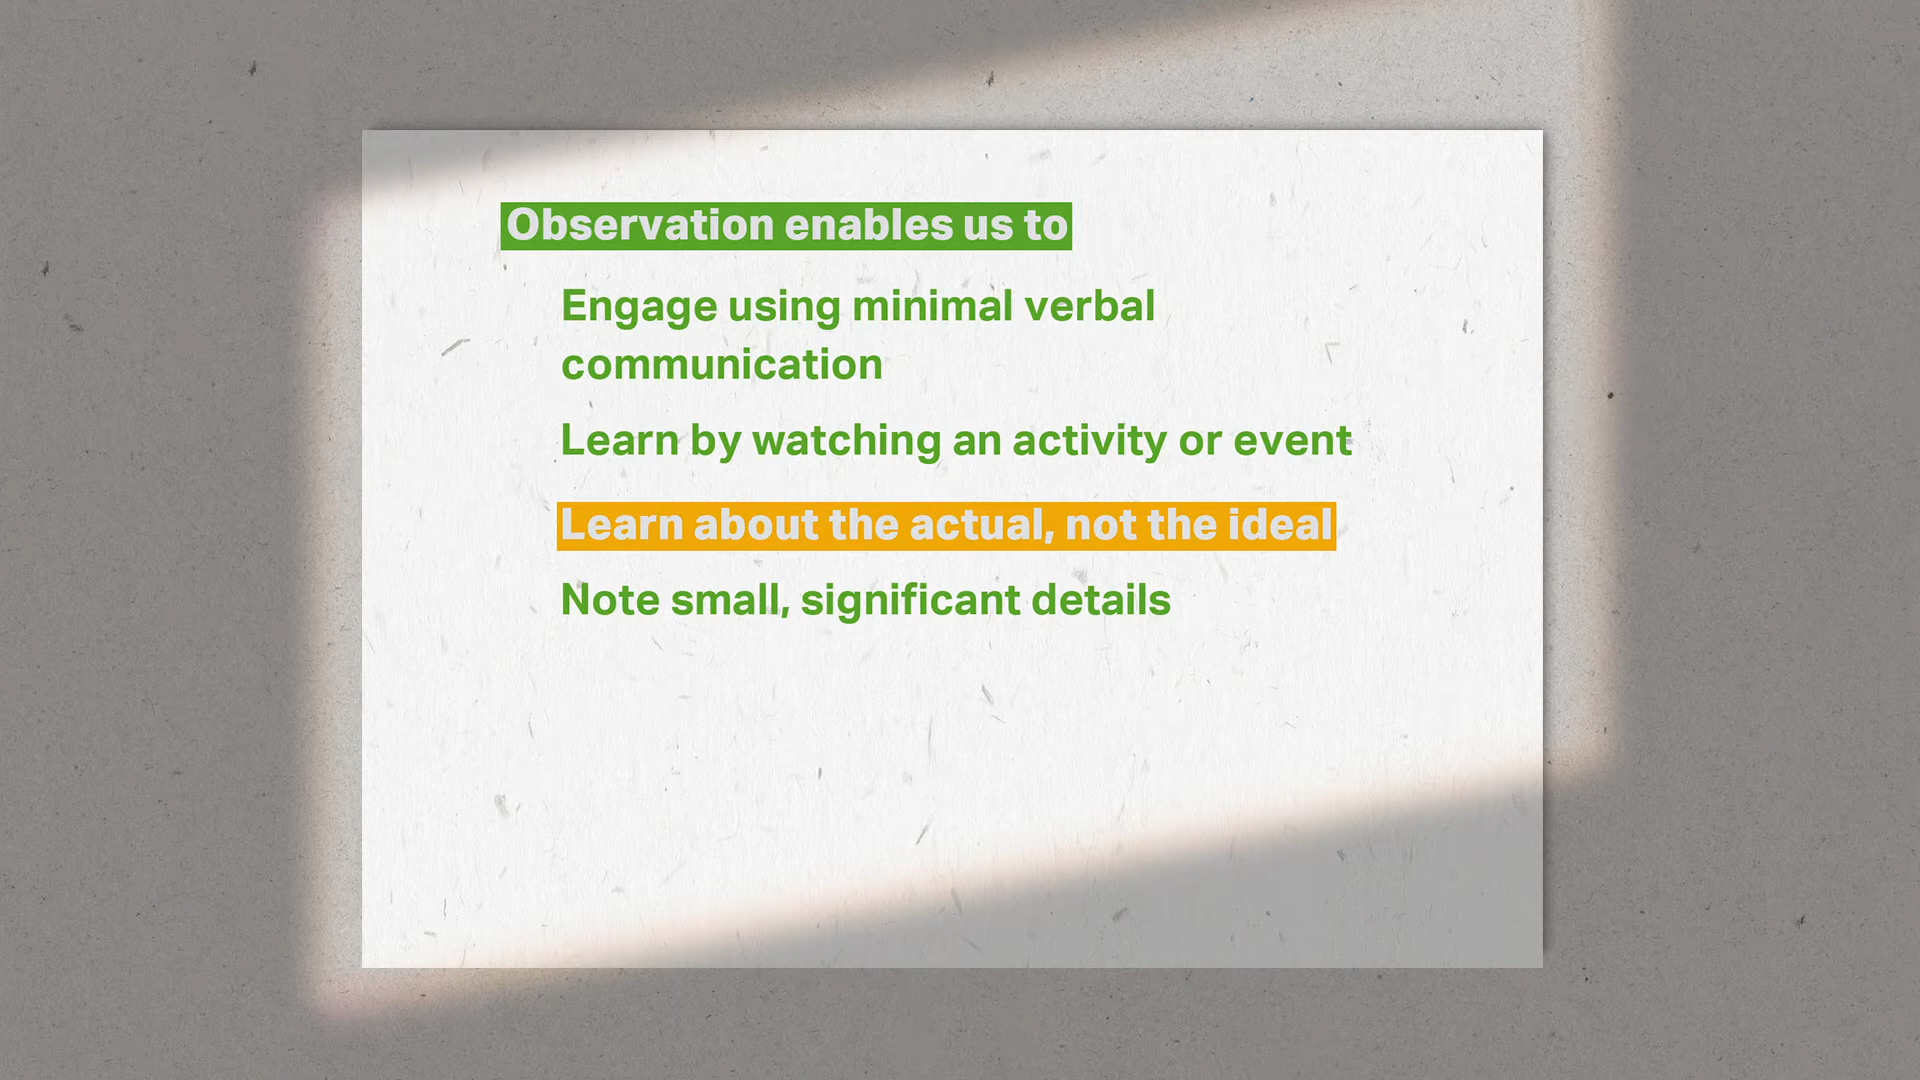 Observation enables us to
Engage using minimal verbal
communication
Learn by watching an activity or event
Learn about the actual, not the ideal
Note small, significant details